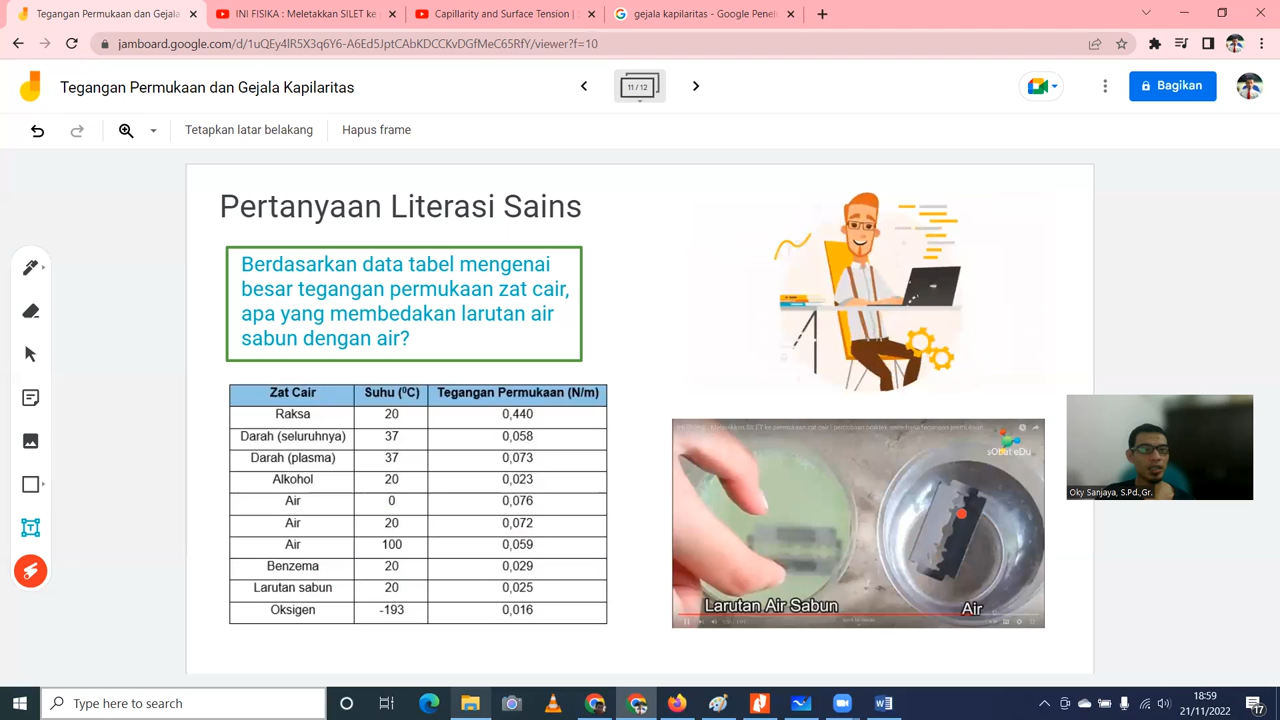 Tegangan Permukaan dan Gejala
INI FISIKA : Meletakkan SILET ke p
Capillarity and Surface Tension |
gejala kapilaritas - Google Penel
jamboard.google.com/d/1uQEy4lR5X3q6Y6-A6Ed5JptCAbKDCCKvDGfMeC65RfY/viewer?f=10
Tegangan Permukaan dan Gejala Kapilaritas
11 / 12
Bagikan
Tetapkan latar belakang
Hapus frame
Pertanyaan Literasi Sains
Berdasarkan data tabel mengenai
besar tegangan permukaan zat cair,
apa yang membedakan larutan air
sabun dengan air?
Zat Cair Suhu (⁰C) Tegangan Permukaan (N/m)
Raksa 20 0,440
Darah (seluruhnya) 37 0,058
Darah (plasma) 37 0,073
Alkohol 20 0,023
Air 0 0,076
Air 20 0,072
Air 100 0,059
Benzema 20 0,029
Larutan sabun 20 0,025
Oksigen -193 0,016
sObat eDu
Larutan Air Sabun
Air
Oky Sanjaya, S.Pd.,Gr.
Type here to search
18:59
21/11/2022
17